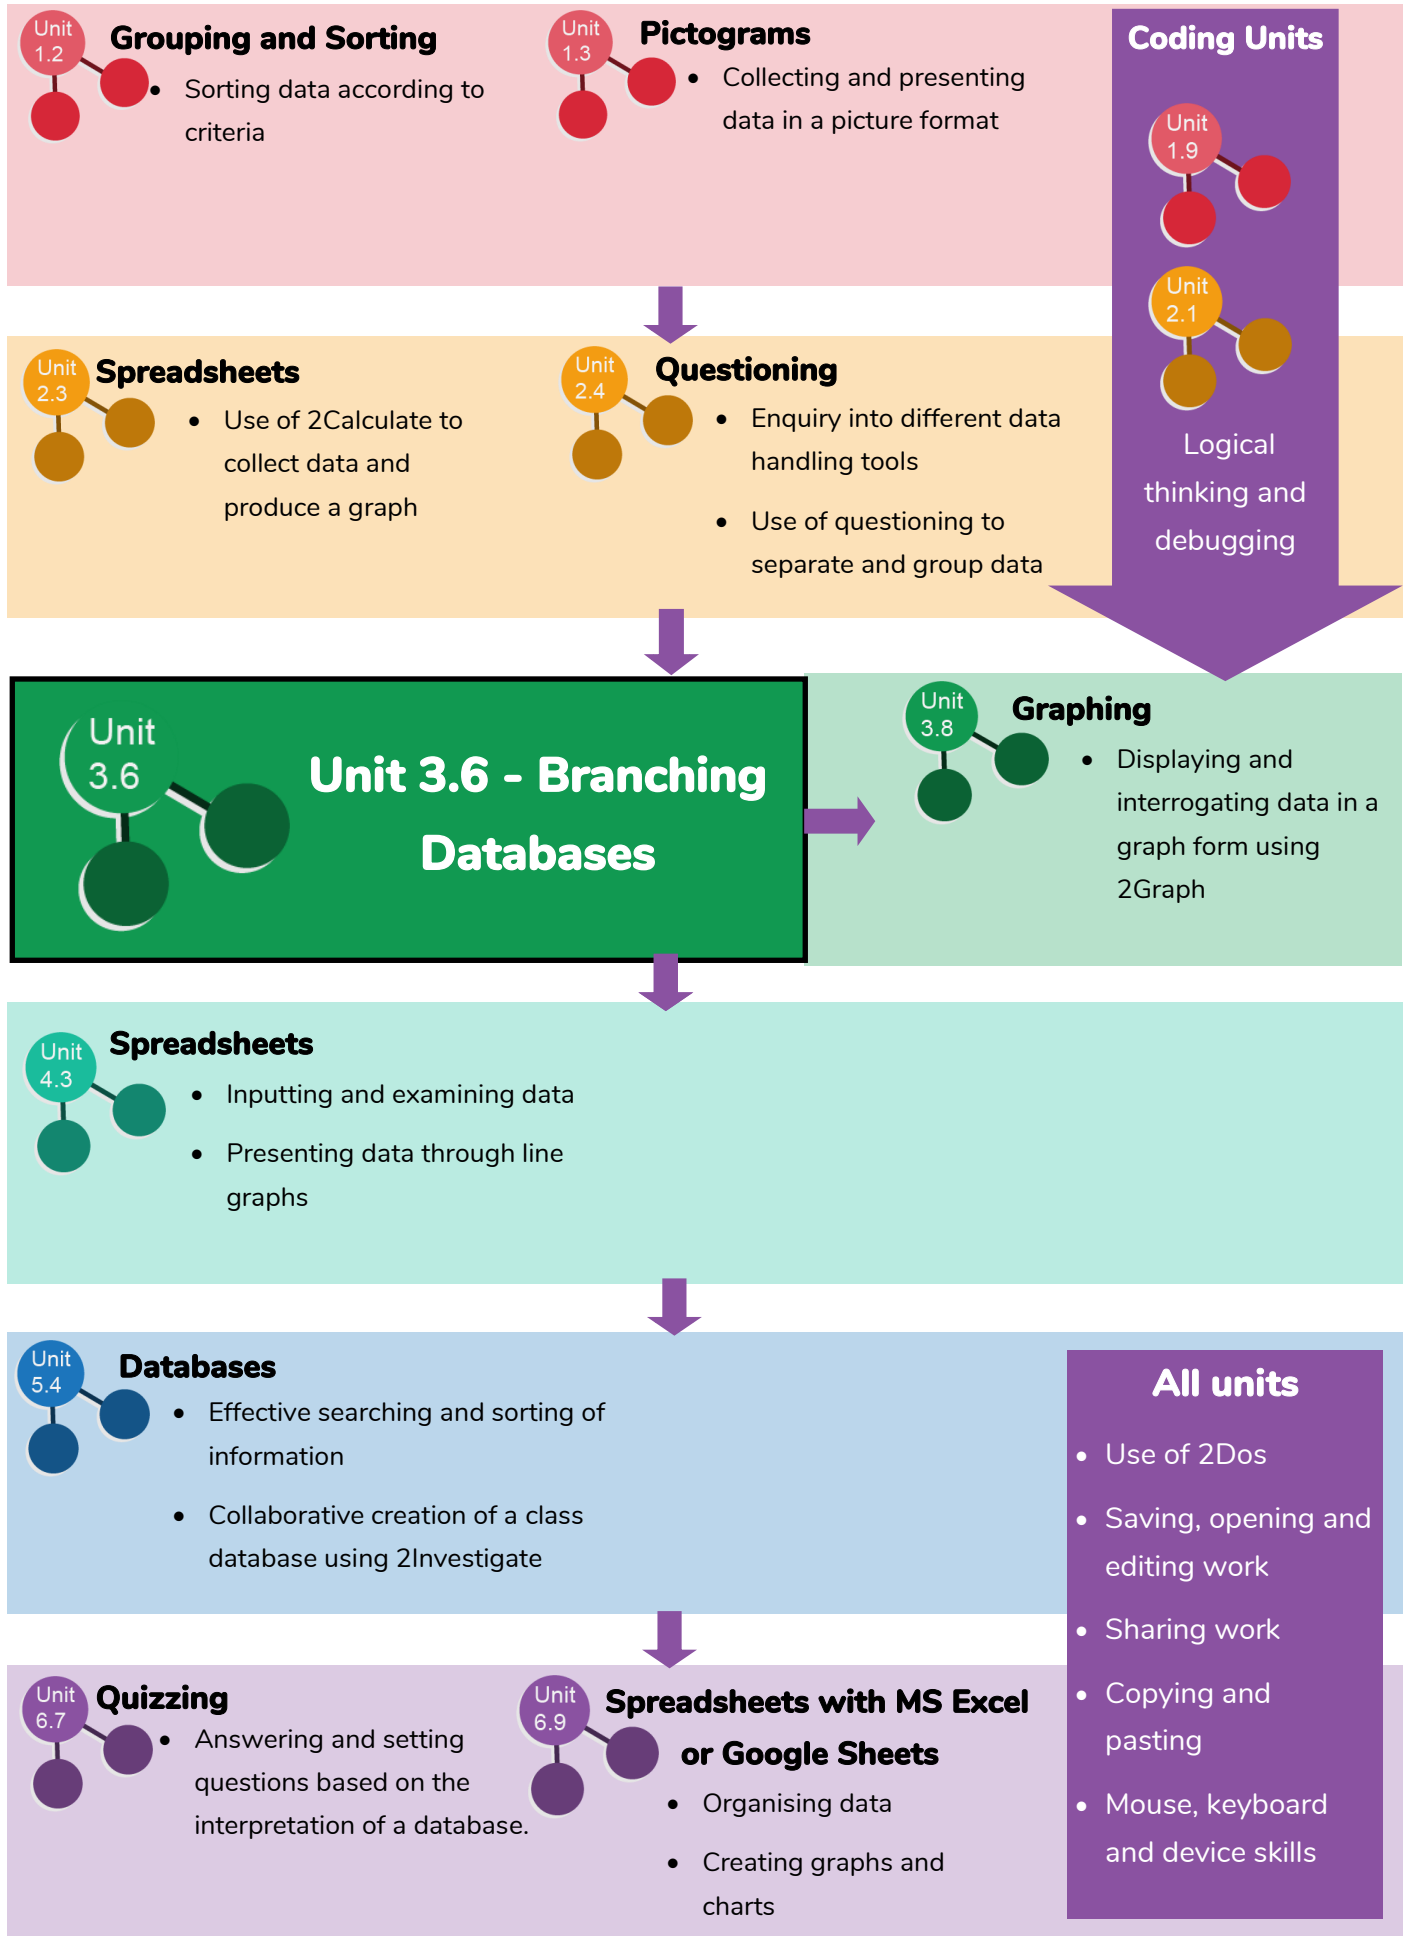 Unit
1.2
Grouping and Sorting
• Sorting data according to
criteria
Unit
1.3
Pictograms
• Collecting and presenting
data in a picture format
Coding Units
Unit
1.9
Unit
2.1
Logical
thinking and
debugging
Unit
2.3
Spreadsheets
• Use of 2Calculate to
collect data and
produce a graph
Unit
2.4
Questioning
• Enquiry into different data
handling tools
• Use of questioning to
separate and group data
Unit
3.6
Unit 3.6 - Branching
Databases
Unit
3.8
Graphing
• Displaying and
interrogating data in a
graph form using
2Graph
Unit
4.3
Spreadsheets
• Inputting and examining data
• Presenting data through line
graphs
Unit
5.4
Databases
• Effective searching and sorting of
information
• Collaborative creation of a class
database using 2Investigate
All units
• Use of 2Dos
• Saving, opening and
editing work
• Sharing work
• Copying and
pasting
• Mouse, keyboard
and device skills
Unit
6.7
Quizzing
• Answering and setting
questions based on the
interpretation of a database.
Unit
6.9
Spreadsheets with MS Excel
or Google Sheets
• Organising data
• Creating graphs and
charts